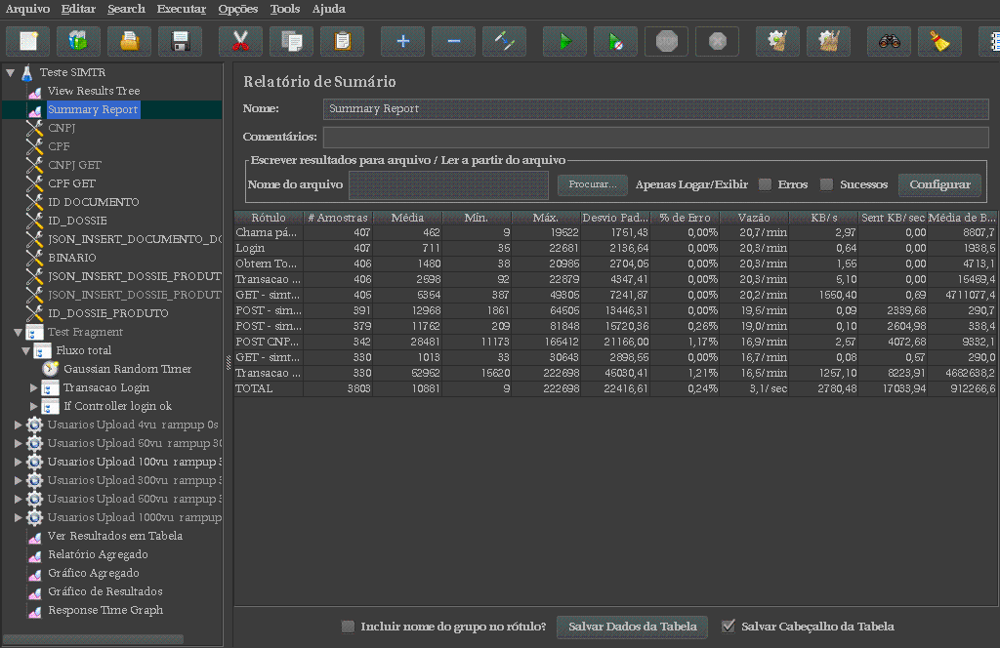 Arquivo Editar Search Executar Opções Tools Ajuda
Teste SIMTR
View Results Tree
Summary Report
CNPJ
CPF
CNPJ GET
CPF GET
ID DOCUMENTO
ID_DOSSIE
JSON_INSERT_DOCUMENTO_DO
BINARIO
JSON_INSERT_DOSSIE_PRODUT
JSON_INSERT_DOSSIE_PRODUT
ID_DOSSIE_PRODUTO
Test Fragment
Fluxo total
Gaussian Random Timer
Transacao Login
If Controller login ok
Usuarios Upload 4vu rampup 0s
Usuarios Upload 50vu rampup 30
Usuarios Upload 100vu rampup 3
Usuarios Upload 300vu rampup 3
Usuarios Upload 500vu rampup 3
Usuarios Upload 1000vu rampup
Ver Resultados em Tabela
Relatório Agregado
Gráfico Agregado
Gráfico de Resultados
Response Time Graph
Relatório de Sumário
Nome: Summary Report
Comentários:
Escrever resultados para arquivo / Ler a partir do arquivo
Nome do arquivo Procurar... Apenas Logar/Exibir Erros Sucessos Configurar
Rótulo # Amostras Média Mín. Máx. Desvio Pad... % de Erro Vazão KB/s Sent KB/sec Média de B...
Chama pá... 407 462 9 19522 1751,43 0,00% 20,7/min 2,97 0,00 8807,7
Login 407 711 35 22681 2136,64 0,00% 20,3/min 0,64 0,00 1938,5
Obtem To... 406 1480 38 20985 2704,05 0,00% 20,3/min 1,55 0,00 4713,1
Transacao ... 406 2598 92 22879 4347,41 0,00% 20,3/min 5,10 0,00 15459,4
GET - simt... 405 5354 387 49305 7241,87 0,00% 20,2/min 1550,40 0,69 4711077,4
POST - sim... 391 12968 1861 64505 13446,31 0,00% 19,5/min 0,09 2339,68 290,7
POST - sim... 379 11762 209 81848 15720,36 0,26% 19,0/min 0,10 2604,98 338,4
POST CNP... 342 28481 11173 165412 21166,00 1,17% 16,9/min 2,57 4072,68 9332,1
GET - simt... 330 1013 33 30643 2898,55 0,00% 16,7/min 0,08 0,57 290,0
Transacao ... 330 52952 15620 222698 45030,41 1,21% 16,5/min 1257,10 8223,91 4682638,2
TOTAL 3803 10881 9 222698 22416,61 0,24% 3,1/sec 2780,48 17033,94 912266,6
Incluir nome do grupo no rótulo? Salvar Dados da Tabela Salvar Cabeçalho da Tabela